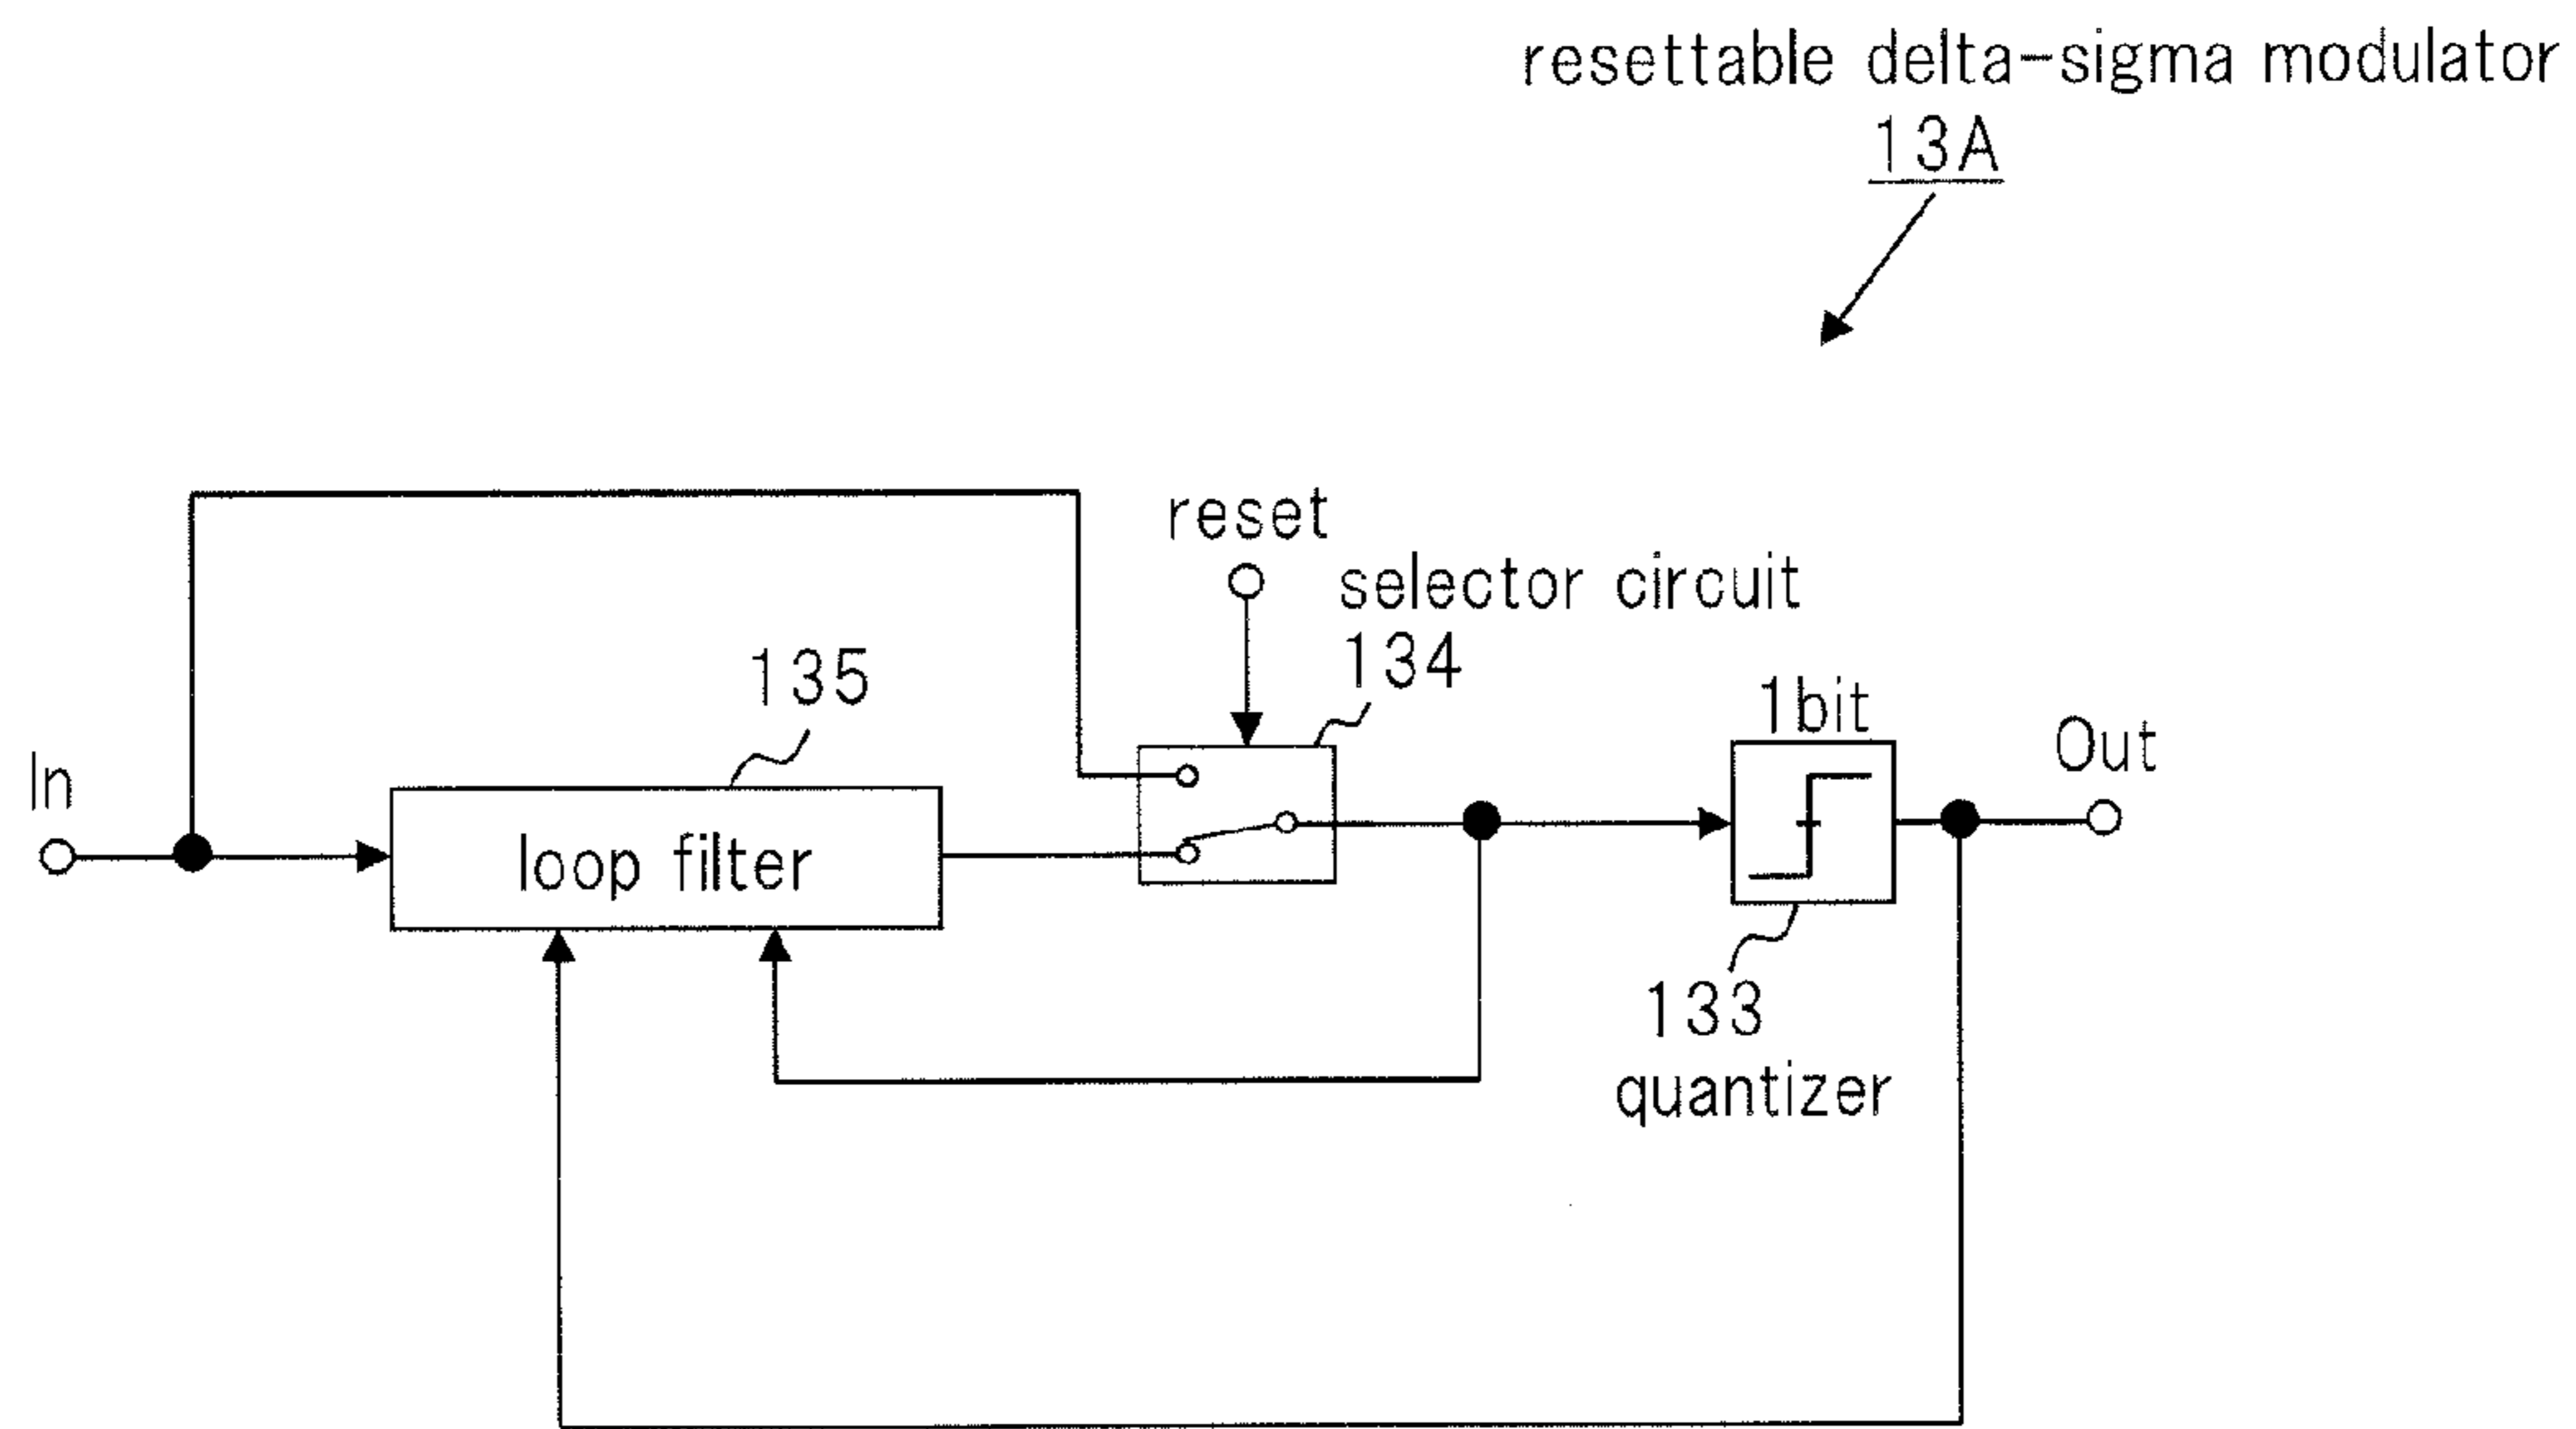 resettable delta-sigma modulator
13A
reset
selector circuit
134
135
1bit
In
Out
loop filter
133
quantizer